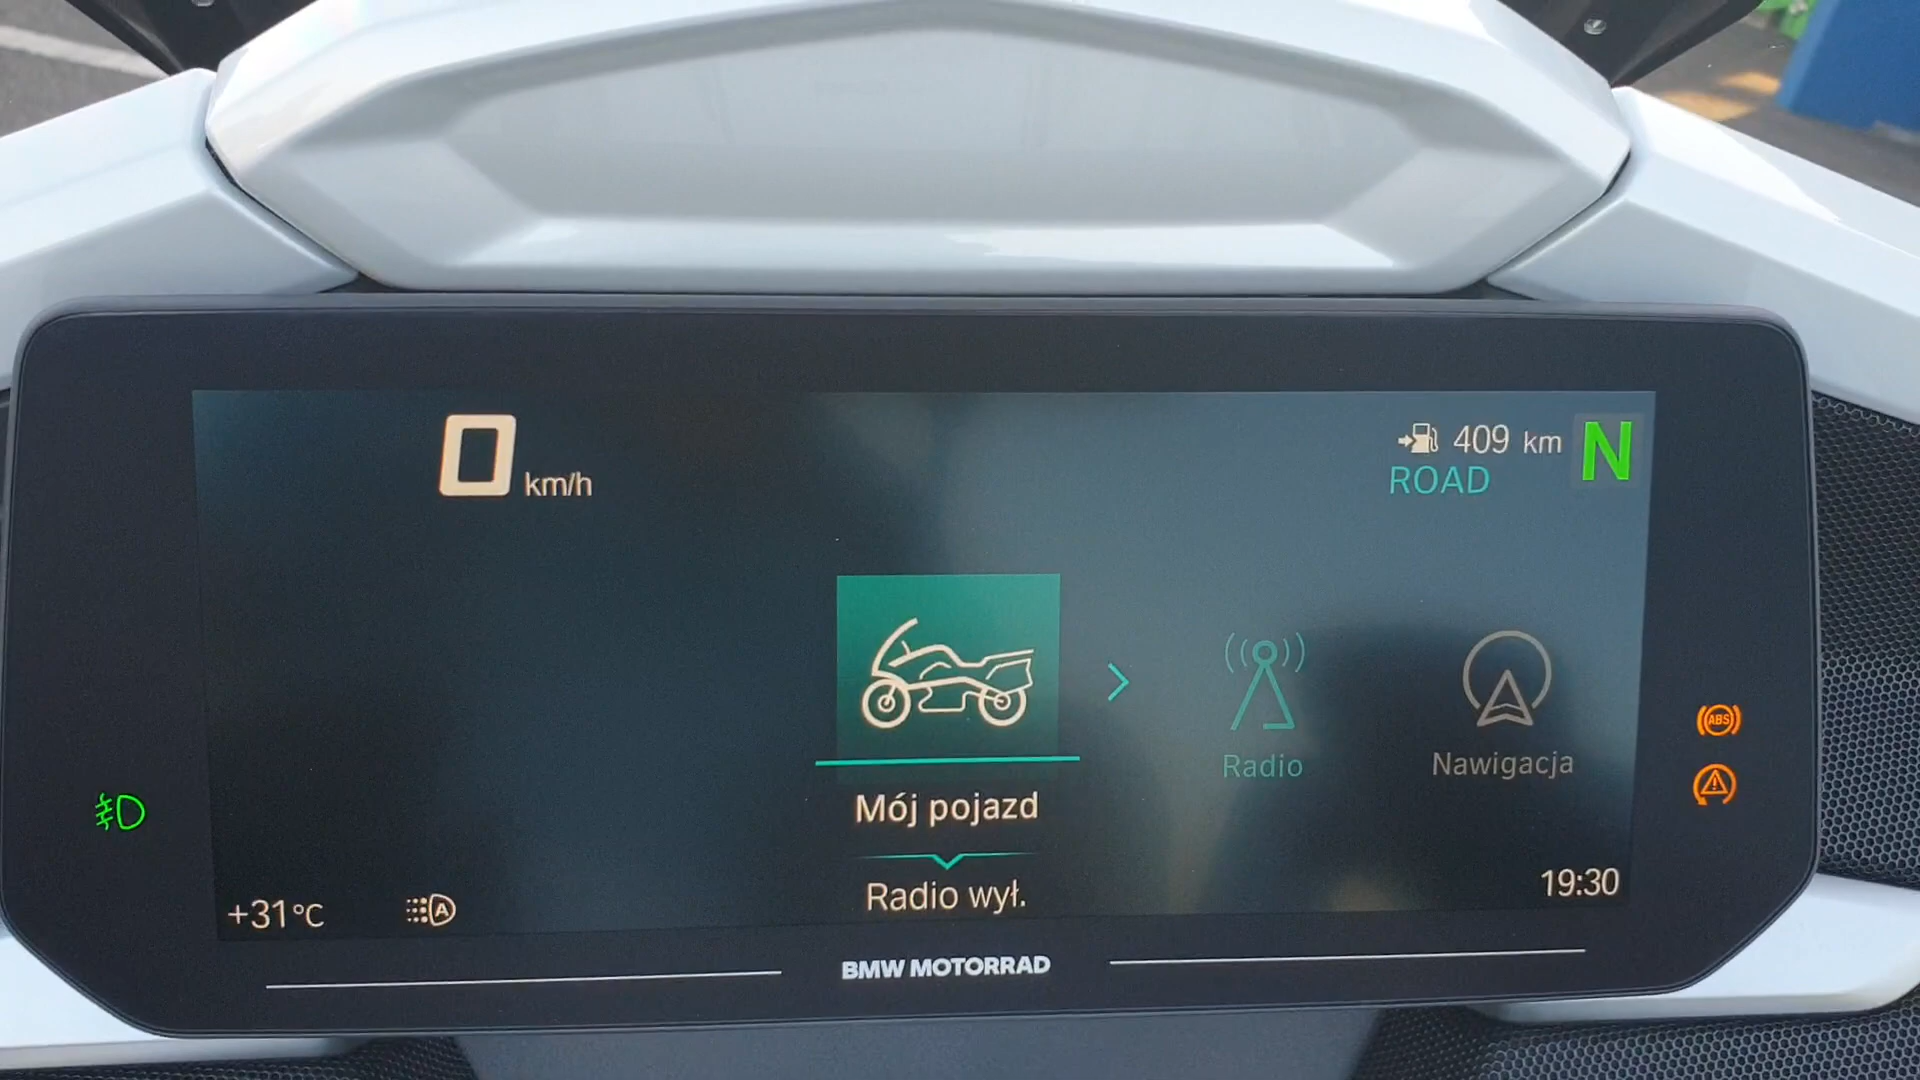 0 km/h
409 km N
ROAD
Radio
Nawigacja
ABS
Mój pojazd
Radio wył.
+31°C
A
19:30
BMW MOTORRAD